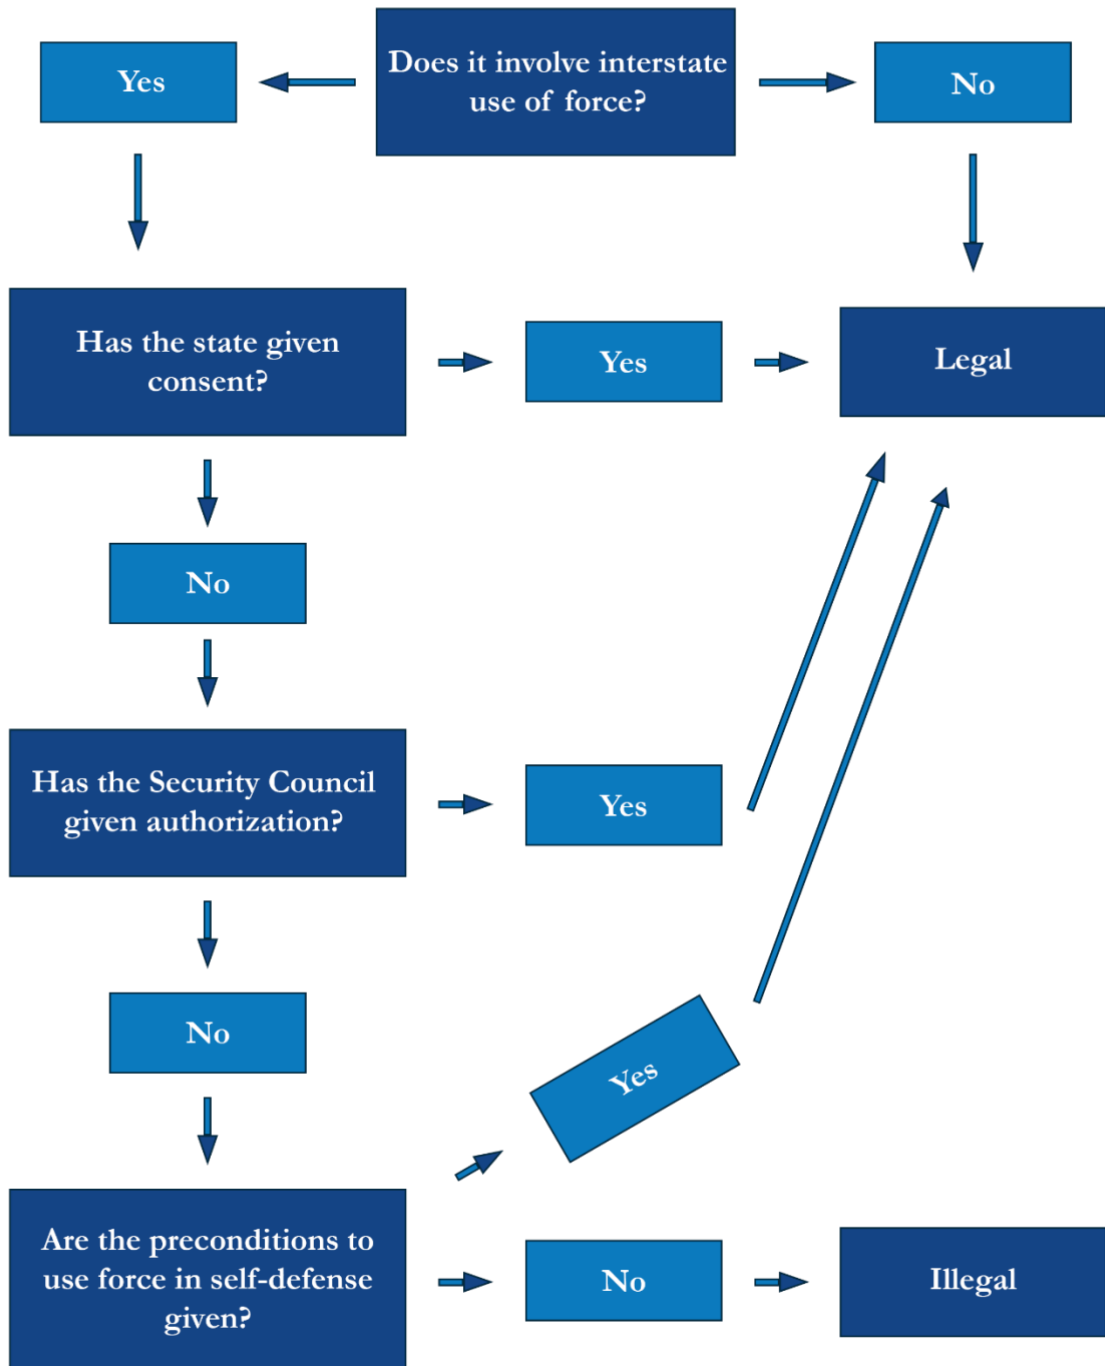 Yes
Does it involve interstate
use of force?
No
Has the state given
consent?
Yes
Legal
No
Has the Security Council
given authorization?
Yes
No
Yes
Are the preconditions to
use force in self-defense
given?
No
Illegal